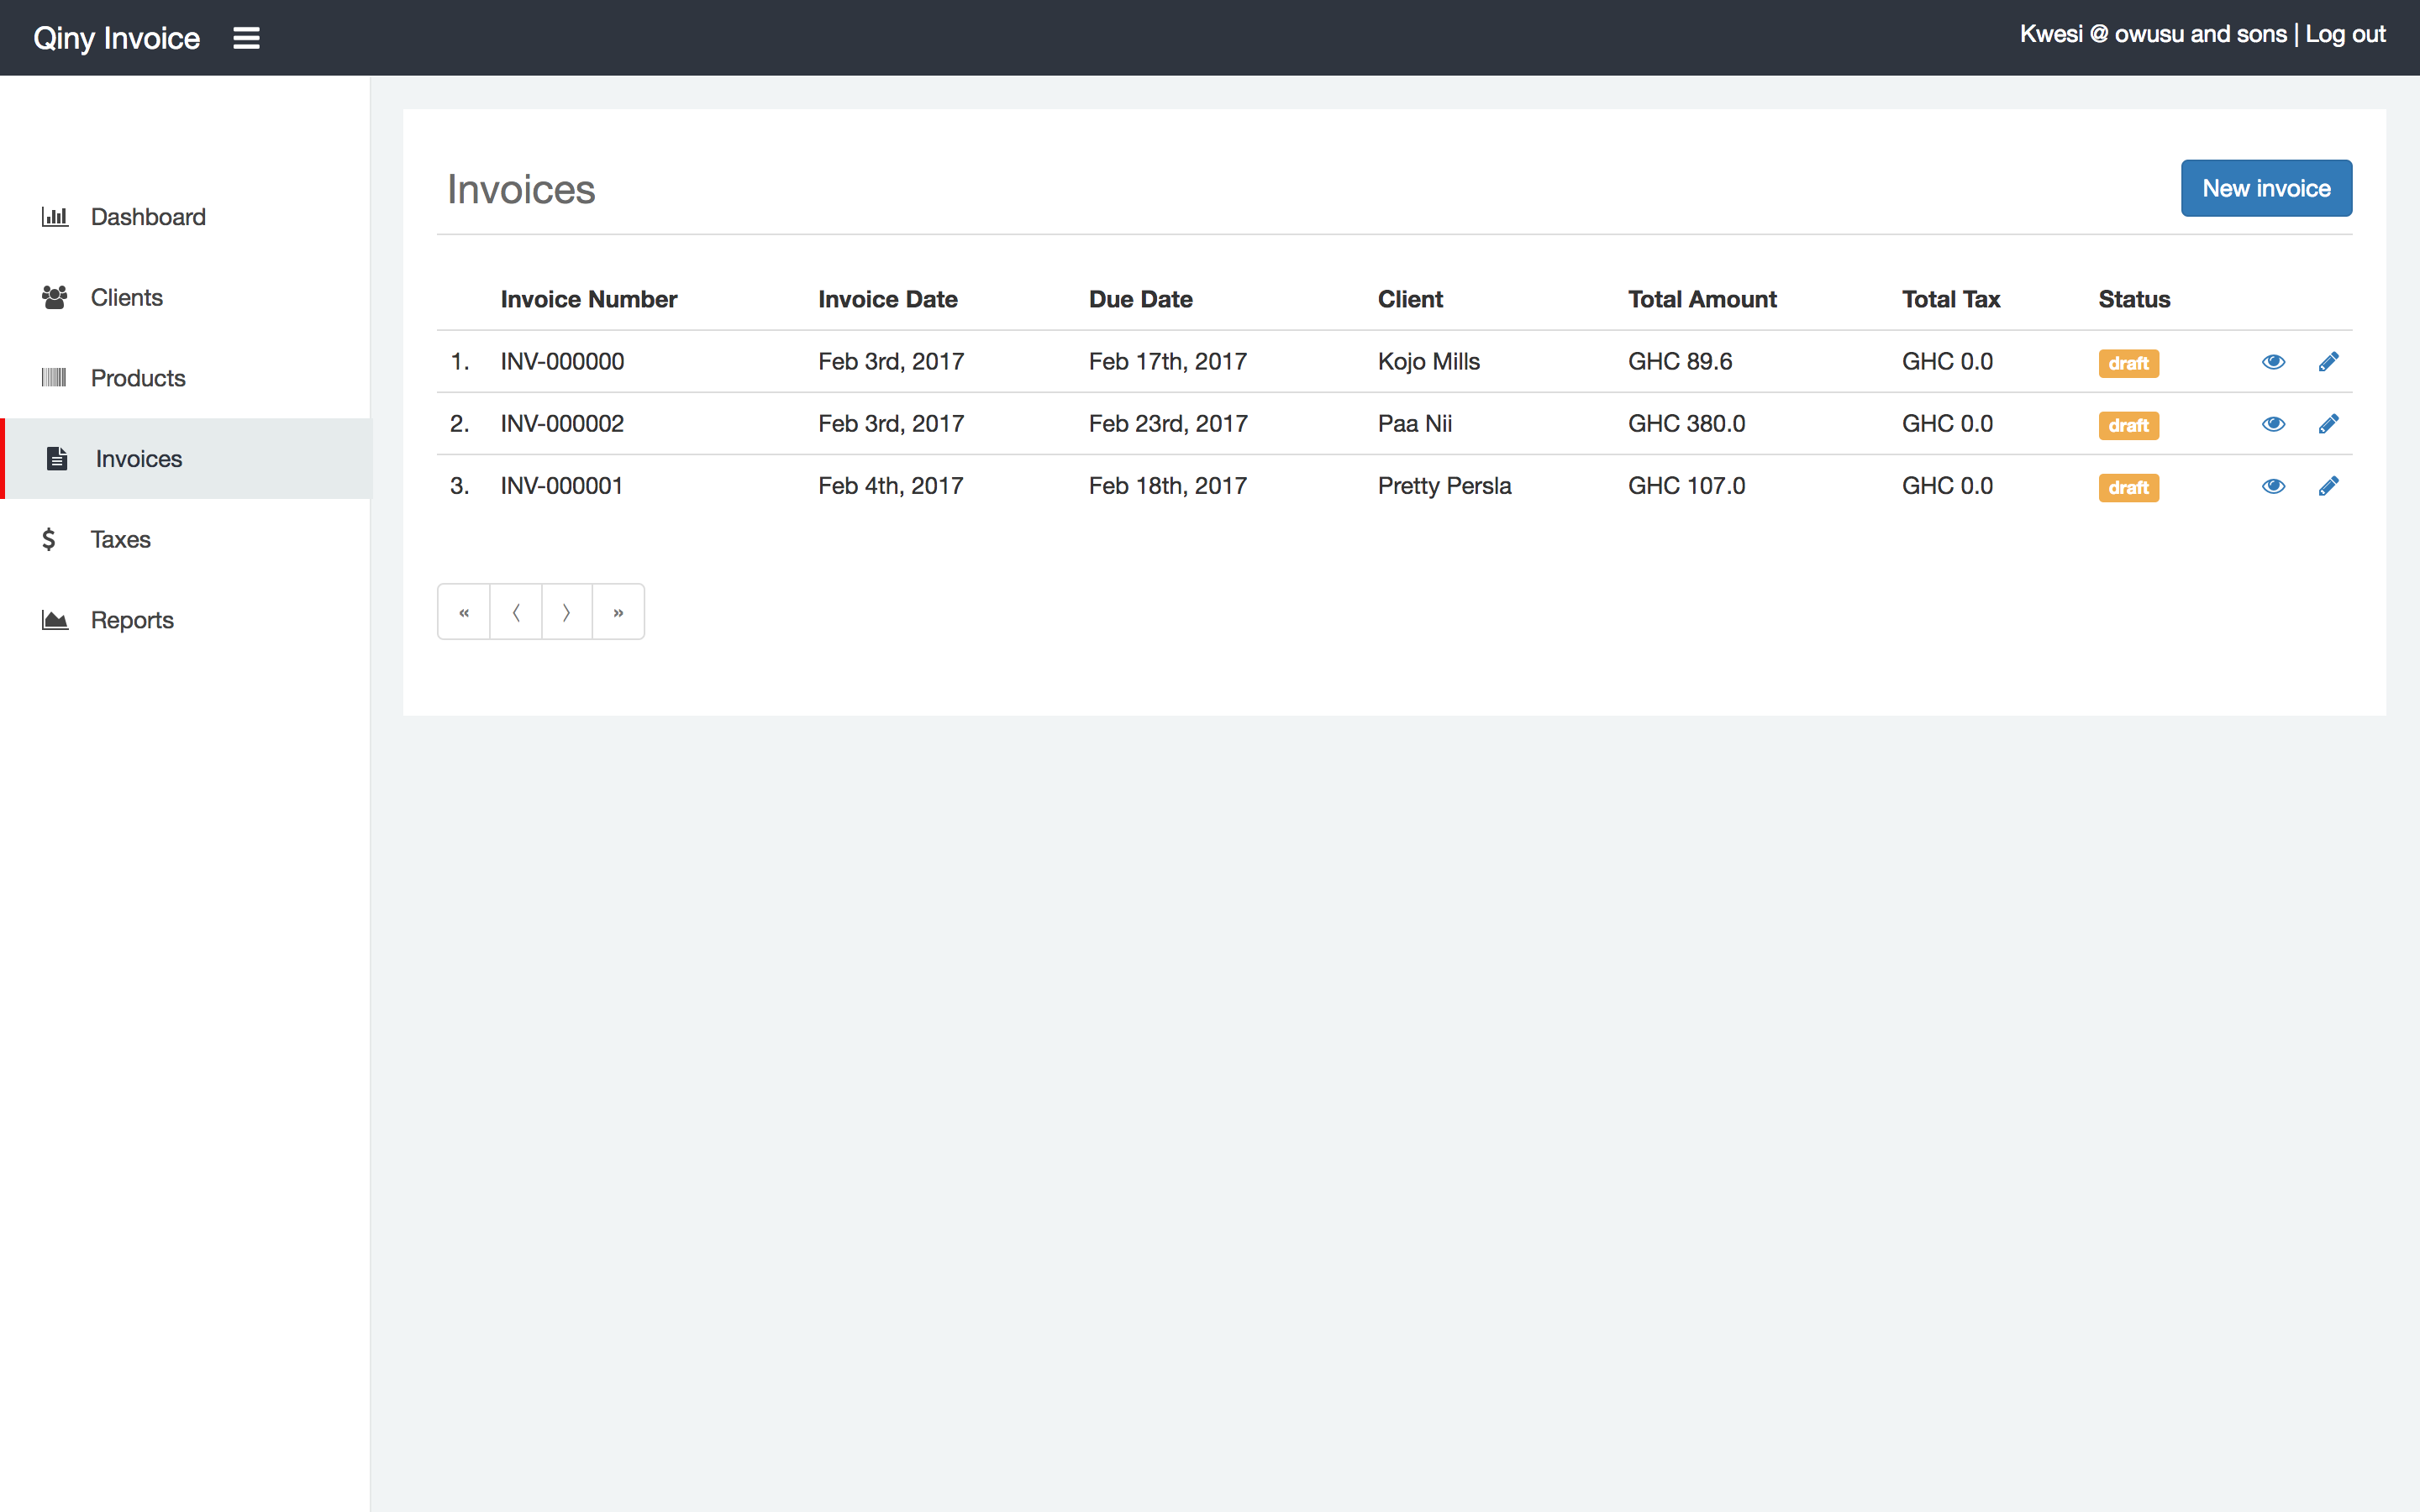 Qiny Invoice
Kwesi @ owusu and sons | Log out
Dashboard
Clients
Products
Invoices
Taxes
Reports
Invoices
New invoice
Invoice Number Invoice Date Due Date Client Total Amount Total Tax Status
1. INV-000000 Feb 3rd, 2017 Feb 17th, 2017 Kojo Mills GHC 89.6 GHC 0.0 draft
2. INV-000002 Feb 3rd, 2017 Feb 23rd, 2017 Paa Nii GHC 380.0 GHC 0.0 draft
3. INV-000001 Feb 4th, 2017 Feb 18th, 2017 Pretty Persla GHC 107.0 GHC 0.0 draft
« 〈 〉 »